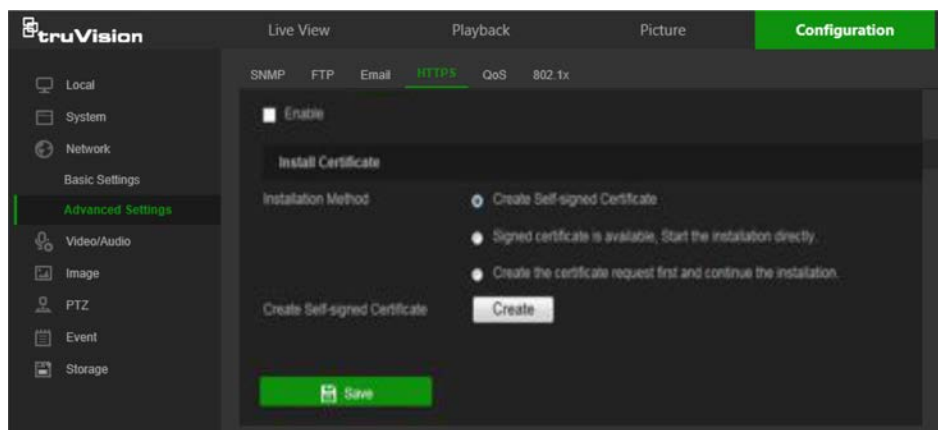 truVision
Live View
Playback
Picture
Configuration
Local
System
Network
Basic Settings
Advanced Settings
Video/Audio
Image
PTZ
Event
Storage
SNMP FTP Email HTTPS QoS 802.1x
Enable
Install Certificate
Installation Method
Create Self-signed Certificate
Signed certificate is available, Start the installation directly.
Create the certificate request first and continue the installation.
Create Self-signed Certificate
Create
Save